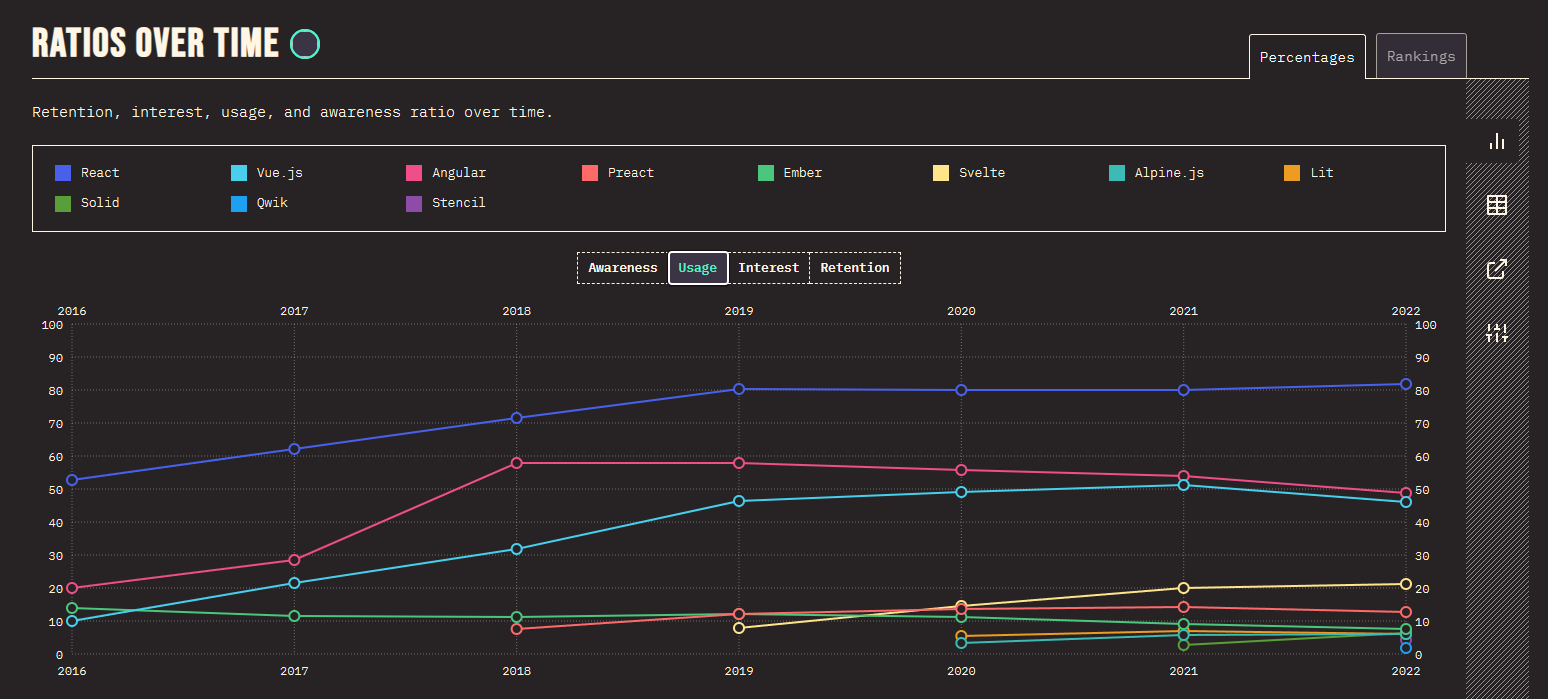 RATIOS OVER TIME
Percentages Rankings
Retention, interest, usage, and awareness ratio over time.
React Vue.js Angular Preact Ember Svelte Alpine.js Lit
Solid Qwik Stencil
Awareness Usage Interest Retention
2016 2017 2018 2019 2020 2021 2022
100 100
90 90
80 80
70 70
60 60
50 50
40 40
30 30
20 20
10 10
0 0
2016 2017 2018 2019 2020 2021 2022